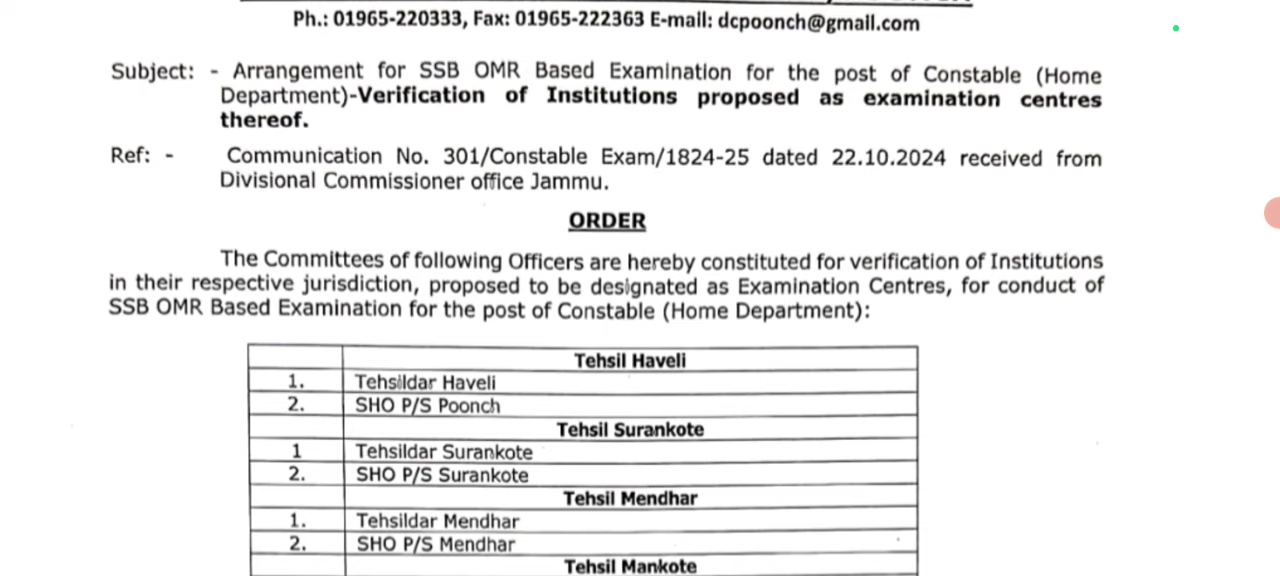 Ph.: 01965-220333, Fax: 01965-222363 E-mail: dcpoonch@gmail.com
Subject: - Arrangement for SSB OMR Based Examination for the post of Constable (Home
Department)-Verification of Institutions proposed as examination centres
thereof.
Ref: - Communication No. 301/Constable Exam/1824-25 dated 22.10.2024 received from
Divisional Commissioner office Jammu.
ORDER
The Committees of following Officers are hereby constituted for verification of Institutions
in their respective jurisdiction, proposed to be designated as Examination Centres, for conduct of
SSB OMR Based Examination for the post of Constable (Home Department):
Tehsil Haveli
1. Tehsildar Haveli
2. SHO P/S Poonch
Tehsil Surankote
1 Tehsildar Surankote
2. SHO P/S Surankote
Tehsil Mendhar
1. Tehsildar Mendhar
2. SHO P/S Mendhar
Tehsil Mankote